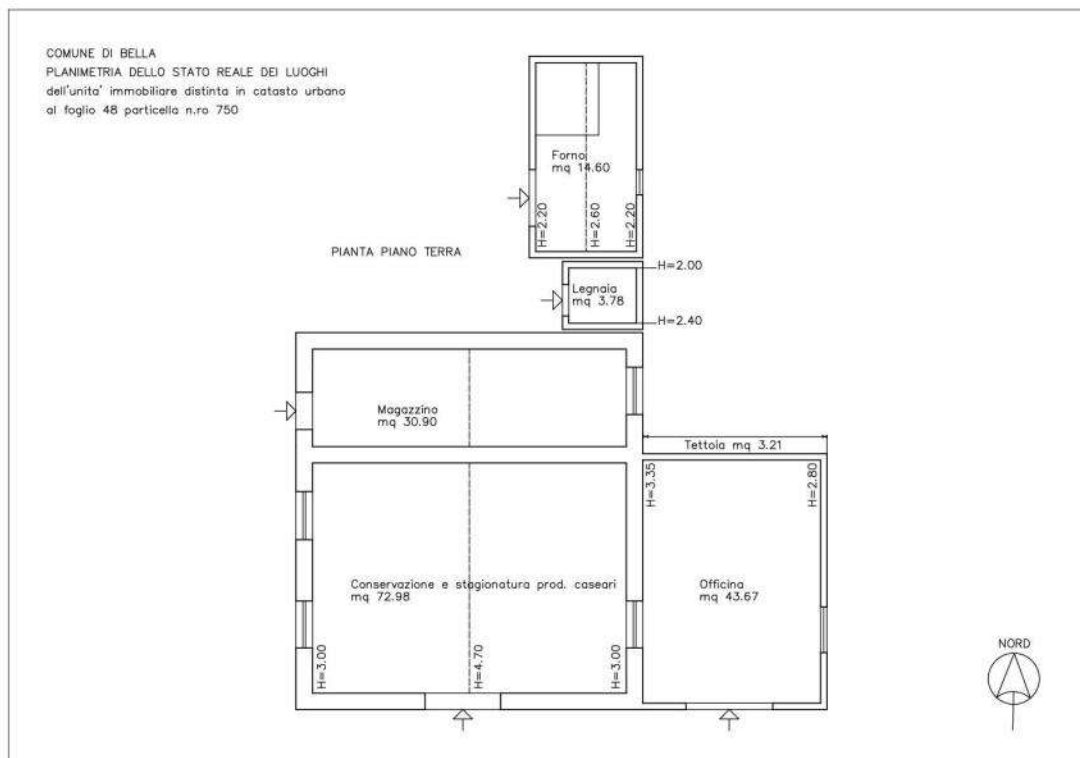 COMUNE DI BELLA
PLANIMETRIA DELLO STATO REALE DEI LUOGHI
dell'unita' immobiliare distinta in catasto urbano
al foglio 48 particella n.ro 750
Forno
mq 14.60
H=2.20
H=2.60
H=2.20
PIANTA PIANO TERRA
H=2.00
Legnaia
mq 3.78
H=2.40
Magazzino
mq 30.90
Tettoia mq 3.21
H=3.35
H=2.80
Conservazione e stagionatura prod. caseari
mq 72.98
Officina
mq 43.67
H=3.00
H=4.70
H=3.00
NORD